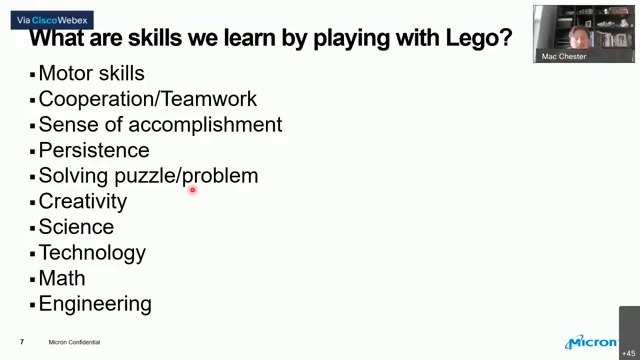 Via Cisco Webex
What are skills we learn by playing with Lego?
Mac Chester
▪Motor skills
▪Cooperation/Teamwork
▪Sense of accomplishment
▪Persistence
▪Solving puzzle/problem
▪Creativity
▪Science
▪Technology
▪Math
▪Engineering
7 Micron Confidential
Micron
+45